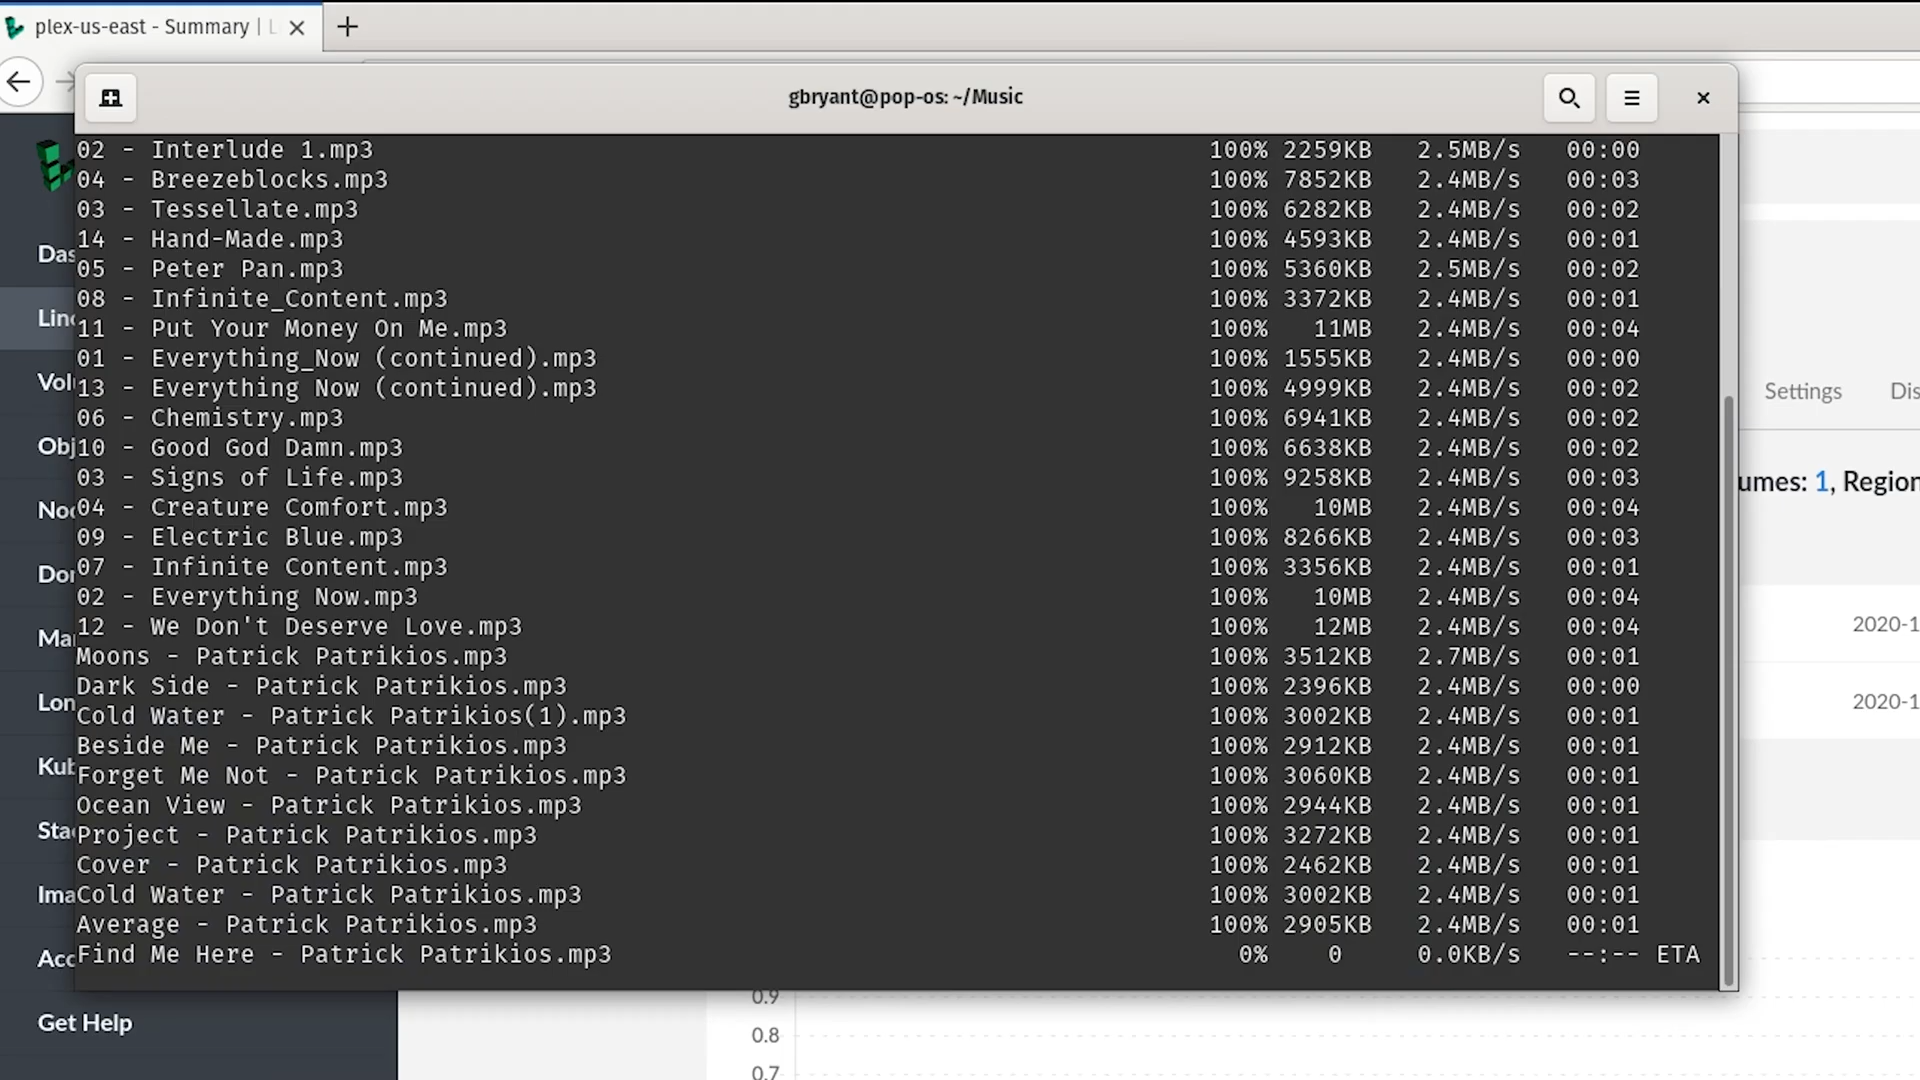 plex-us-east - Summary | L
gbryant@pop-os: ~/Music
02 - Interlude 1.mp3 100% 2259KB 2.5MB/s 00:00
04 - Breezeblocks.mp3 100% 7852KB 2.4MB/s 00:03
03 - Tessellate.mp3 100% 6282KB 2.4MB/s 00:02
14 - Hand-Made.mp3 100% 4593KB 2.4MB/s 00:01
05 - Peter Pan.mp3 100% 5360KB 2.5MB/s 00:02
08 - Infinite_Content.mp3 100% 3372KB 2.4MB/s 00:01
11 - Put Your Money On Me.mp3 100% 11MB 2.4MB/s 00:04
01 - Everything_Now (continued).mp3 100% 1555KB 2.4MB/s 00:00
13 - Everything Now (continued).mp3 100% 4999KB 2.4MB/s 00:02
06 - Chemistry.mp3 100% 6941KB 2.4MB/s 00:02
10 - Good God Damn.mp3 100% 6638KB 2.4MB/s 00:02
03 - Signs of Life.mp3 100% 9258KB 2.4MB/s 00:03
04 - Creature Comfort.mp3 100% 10MB 2.4MB/s 00:04
09 - Electric Blue.mp3 100% 8266KB 2.4MB/s 00:03
07 - Infinite Content.mp3 100% 3356KB 2.4MB/s 00:01
02 - Everything Now.mp3 100% 10MB 2.4MB/s 00:04
12 - We Don't Deserve Love.mp3 100% 12MB 2.4MB/s 00:04
Moons - Patrick Patrikios.mp3 100% 3512KB 2.7MB/s 00:01
Dark Side - Patrick Patrikios.mp3 100% 2396KB 2.4MB/s 00:00
Cold Water - Patrick Patrikios(1).mp3 100% 3002KB 2.4MB/s 00:01
Beside Me - Patrick Patrikios.mp3 100% 2912KB 2.4MB/s 00:01
Forget Me Not - Patrick Patrikios.mp3 100% 3060KB 2.4MB/s 00:01
Ocean View - Patrick Patrikios.mp3 100% 2944KB 2.4MB/s 00:01
Project - Patrick Patrikios.mp3 100% 3272KB 2.4MB/s 00:01
Cover - Patrick Patrikios.mp3 100% 2462KB 2.4MB/s 00:01
Cold Water - Patrick Patrikios.mp3 100% 3002KB 2.4MB/s 00:01
Average - Patrick Patrikios.mp3 100% 2905KB 2.4MB/s 00:01
Find Me Here - Patrick Patrikios.mp3 0% 0 0.0KB/s --:-- ETA
Das
Lin
Vol
Obj
No
Do
Ma
Lon
Kub
Sta
Ima
Acc
Get Help
Settings Dis
umes: 1, Region
2020-1
2020-1
0.9
0.8
0.7